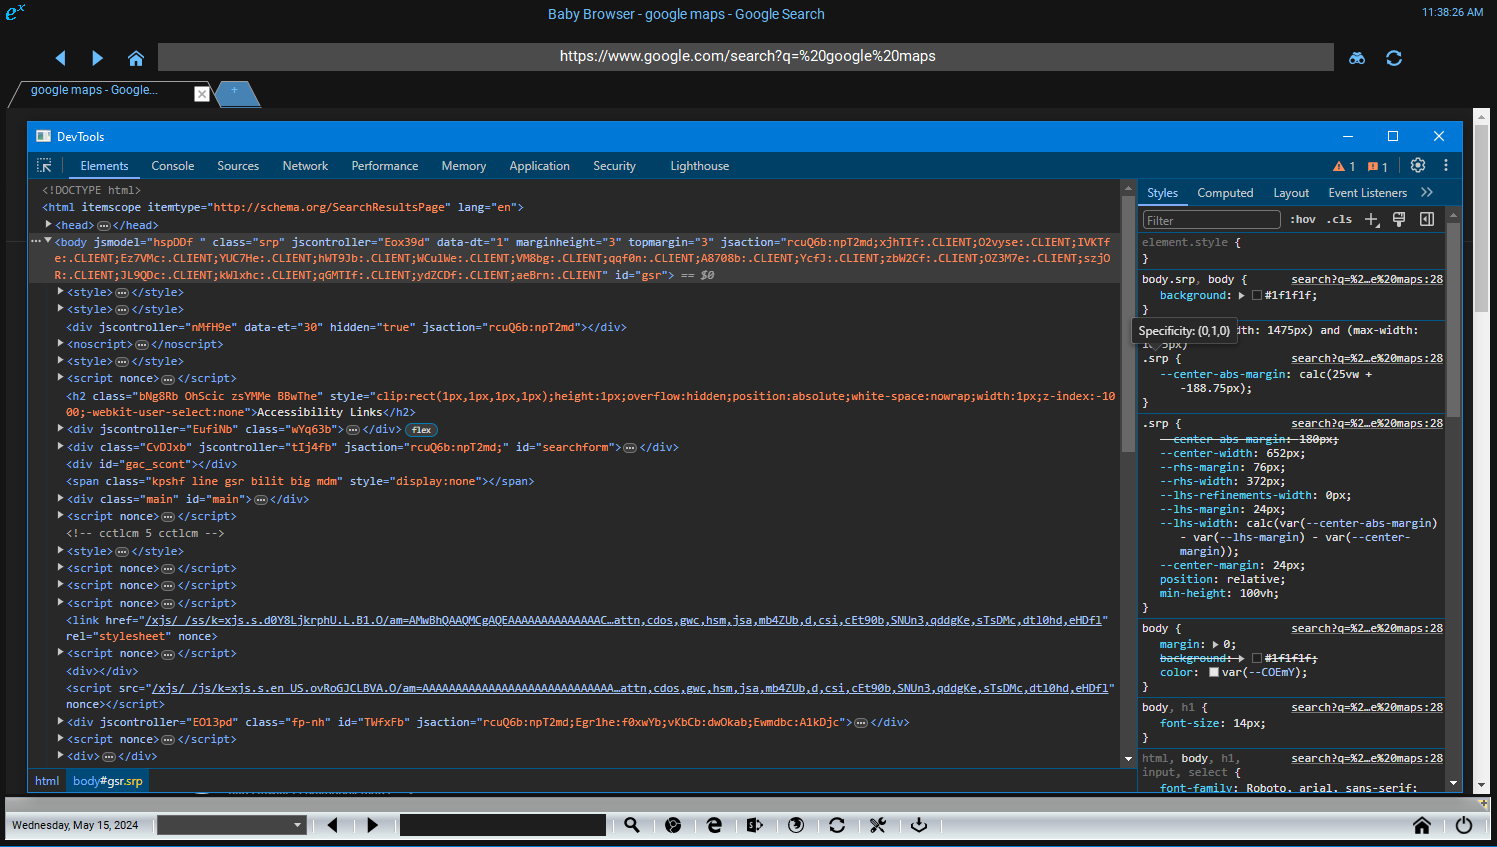 ex
Baby Browser - google maps - Google Search
11:38:26 AM
https://www.google.com/search?q=%20google%20maps
google maps - Google...
+
DevTools
Elements Console Sources Network Performance Memory Application Security Lighthouse
1 1
<!DOCTYPE html>
<html itemscope itemtype="http://schema.org/SearchResultsPage" lang="en">
<head>…</head>
<body jsmodel="hspDDf " class="srp" jscontroller="Eox39d" data-dt="1" marginheight="3" topmargin="3" jsaction="rcuQ6b:npT2md;xjhTIf:.CLIENT;O2vyse:.CLIENT;IVKTf
e:.CLIENT;Ez7VMc:.CLIENT;YUC7He:.CLIENT;hWT9Jb:.CLIENT;WCulWe:.CLIENT;VM8bg:.CLIENT;qqf0n:.CLIENT;A8708b:.CLIENT;YcfJ:.CLIENT;zbW2Cf:.CLIENT;OZ3M7e:.CLIENT;szjO
R:.CLIENT;JL9QDc:.CLIENT;kWlxhc:.CLIENT;qGMTIf:.CLIENT;ydZCDf:.CLIENT;aeBrn:.CLIENT" id="gsr"> == $0
<style>…</style>
<style>…</style>
<div jscontroller="nMfH9e" data-et="30" hidden="true" jsaction="rcuQ6b:npT2md"></div>
<noscript>…</noscript>
<style>…</style>
<script nonce>…</script>
<h2 class="bNg8Rb OhScic zsYMMe BBwThe" style="clip:rect(1px,1px,1px,1px);height:1px;overflow:hidden;position:absolute;white-space:nowrap;width:1px;z-index:-10
00;-webkit-user-select:none">Accessibility Links</h2>
<div jscontroller="EufiNb" class="wYq63b">…</div> flex
<div class="CvDJxb" jscontroller="tIj4fb" jsaction="rcuQ6b:npT2md;" id="searchform">…</div>
<div id="gac_scont"></div>
<span class="kpshf line gsr bilit big mdm" style="display:none"></span>
<div class="main" id="main">…</div>
<script nonce>…</script>
<!-- cctlcm 5 cctlcm -->
<style>…</style>
<script nonce>…</script>
<script nonce>…</script>
<script nonce>…</script>
<link href="/xjs/_/ss/k=xjs.s.d0Y8LjkrphU.L.B1.O/am=AMwBhQAAQMCgAQEAAAAAAAAAAAAAAC…attn,cdos,gwc,hsm,jsa,mb4ZUb,d,csi,cEt90b,SNUn3,qddgKe,sTsDMc,dtl0hd,eHDfl"
rel="stylesheet" nonce>
<script nonce>…</script>
<div></div>
<script src="/xjs/_/js/k=xjs.s.en_US.ovRoGJCLBVA.O/am=AAAAAAAAAAAAAAAAAAAAAAAAAAAAA…attn,cdos,gwc,hsm,jsa,mb4ZUb,d,csi,cEt90b,SNUn3,qddgKe,sTsDMc,dtl0hd,eHDfl"
nonce></script>
<div jscontroller="EO13pd" class="fp-nh" id="TWfxFb" jsaction="rcuQ6b:npT2md;Egr1he:f0xwYb;vKbCb:dwOkab;Ewmdbc:A1kDjc">…</div>
<script nonce>…</script>
<div>…</div>
html body#gsr.srp
Styles Computed Layout Event Listeners
Filter :hov .cls
element.style {
}
body.srp, body { search?q=%2…e%20maps:28
background: #1f1f1f;
}
Specificity: (0,1,0)
dth: 1475px) and (max-width:
.srp { search?q=%2…e%20maps:28
--center-abs-margin: calc(25vw +
-188.75px);
}
.srp { search?q=%2…e%20maps:28
--center-abs-margin: 180px;
--center-width: 652px;
--rhs-margin: 76px;
--rhs-width: 372px;
--lhs-refinements-width: 0px;
--lhs-margin: 24px;
--lhs-width: calc(var(--center-abs-margin)
- var(--lhs-margin) - var(--center-
margin));
--center-margin: 24px;
position: relative;
min-height: 100vh;
}
body { search?q=%2…e%20maps:28
margin: 0;
background: #1f1f1f;
color: var(--COEmY);
}
body, h1 { search?q=%2…e%20maps:28
font-size: 14px;
}
html, body, h1, search?q=%2…e%20maps:28
input, select {
font-family: Roboto, arial, sans-serif;
Wednesday, May 15, 2024